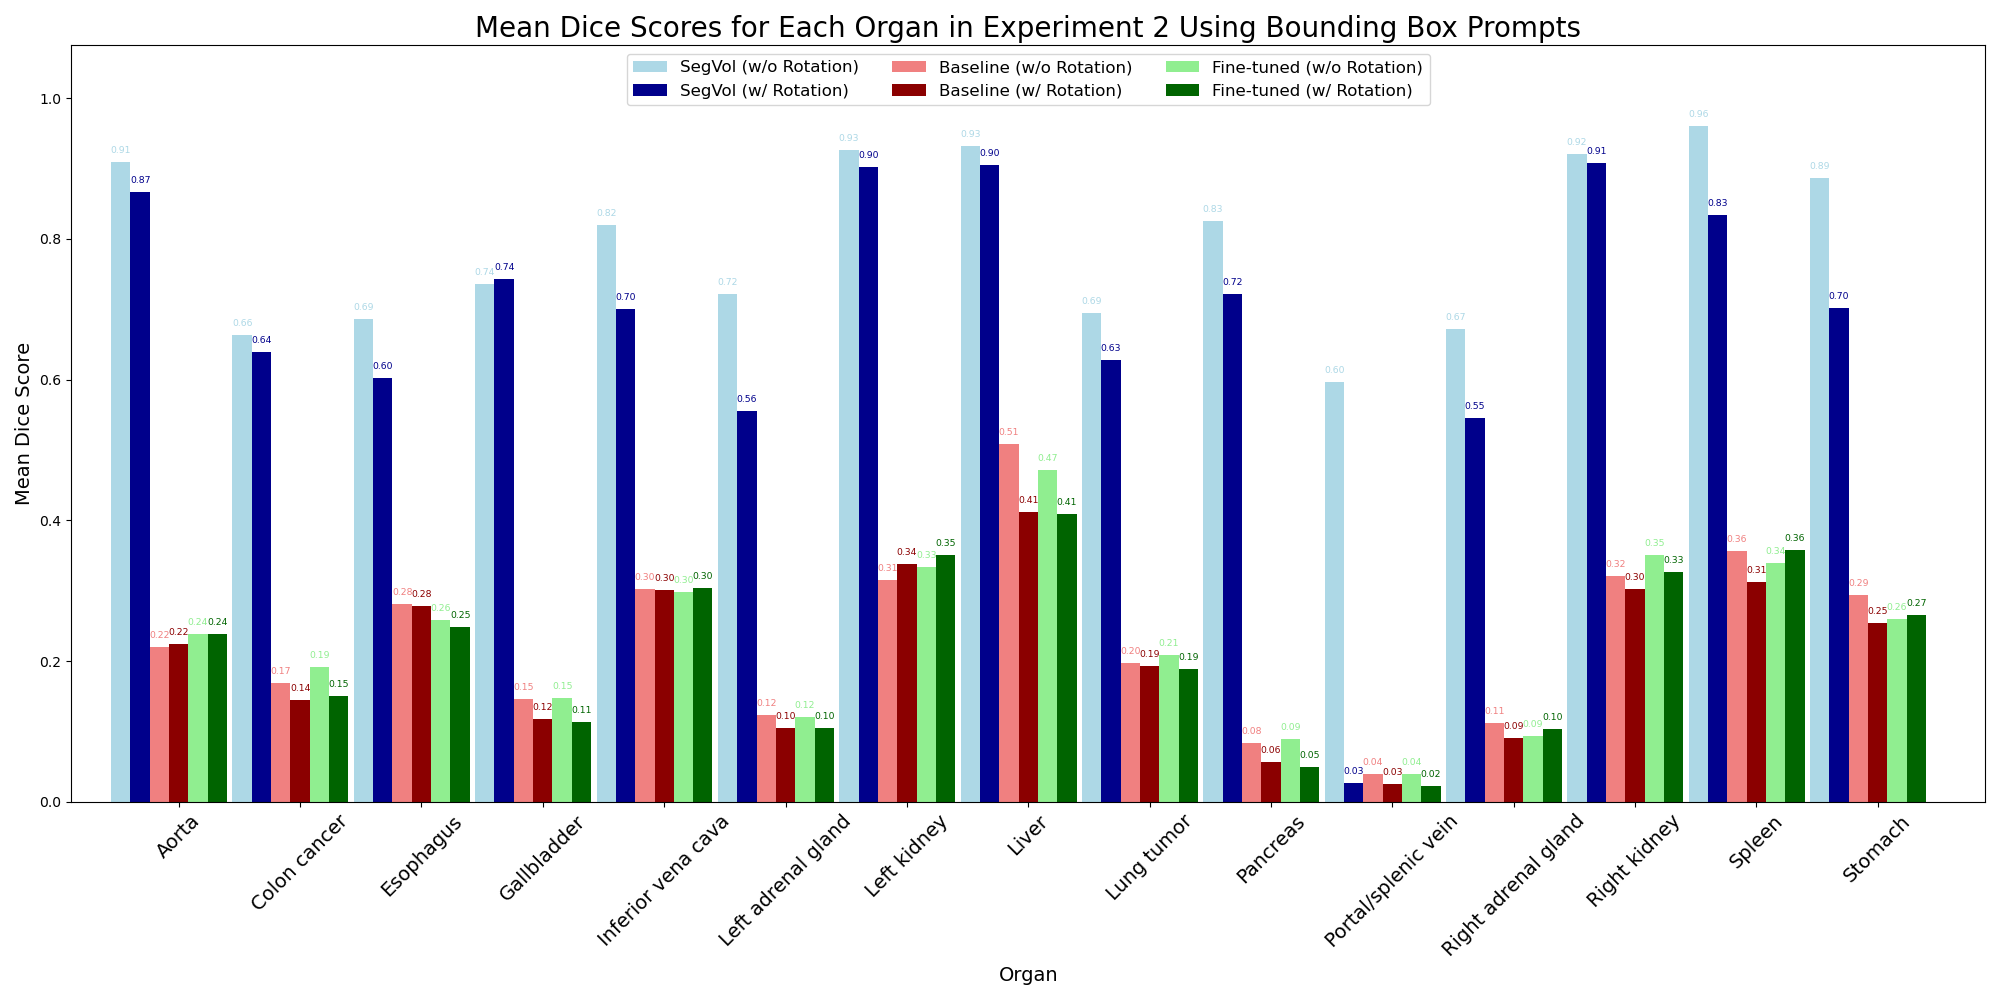 Mean Dice Scores for Each Organ in Experiment 2 Using Bounding Box Prompts
SegVol (w/o Rotation) Baseline (w/o Rotation) Fine-tuned (w/o Rotation)
SegVol (w/ Rotation) Baseline (w/ Rotation) Fine-tuned (w/ Rotation)
Mean Dice Score
1.0
0.8
0.6
0.4
0.2
0.0
0.91 0.87 0.22 0.22 0.24 0.24
0.66 0.64 0.17 0.14 0.19 0.15
0.69 0.60 0.28 0.28 0.26 0.25
0.74 0.74 0.15 0.12 0.15 0.11
0.82 0.70 0.30 0.30 0.30 0.30
0.72 0.56 0.12 0.10 0.12 0.10
0.93 0.90 0.31 0.34 0.33 0.35
0.93 0.90 0.51 0.41 0.47 0.41
0.69 0.63 0.20 0.19 0.21 0.19
0.83 0.72 0.08 0.06 0.09 0.05
0.60 0.03 0.04 0.03 0.04 0.02
0.67 0.55 0.11 0.09 0.09 0.10
0.92 0.91 0.32 0.30 0.35 0.33
0.96 0.83 0.36 0.31 0.34 0.36
0.89 0.70 0.29 0.25 0.26 0.27
Aorta
Colon cancer
Esophagus
Gallbladder
Inferior vena cava
Left adrenal gland
Left kidney
Liver
Lung tumor
Pancreas
Portal/splenic vein
Right adrenal gland
Right kidney
Spleen
Stomach
Organ